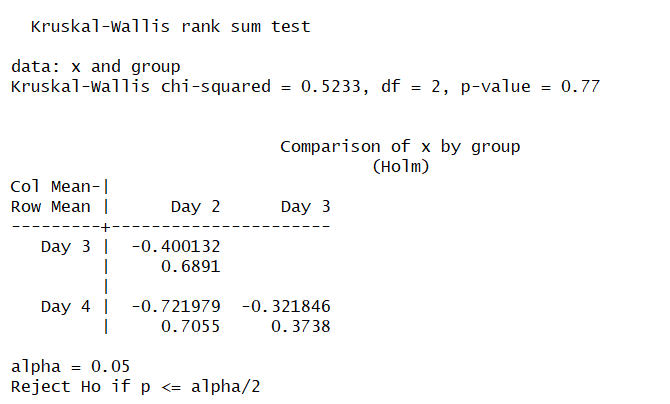 Kruskal-Wallis rank sum test
data: x and group
Kruskal-Wallis chi-squared = 0.5233, df = 2, p-value = 0.77
Comparison of x by group
(Holm)
Col Mean-|
Row Mean |      Day 2      Day 3
---------+----------------------
Day 3 |  -0.400132
|     0.6891
|
Day 4 |  -0.721979  -0.321846
|     0.7055     0.3738
alpha = 0.05
Reject Ho if p <= alpha/2